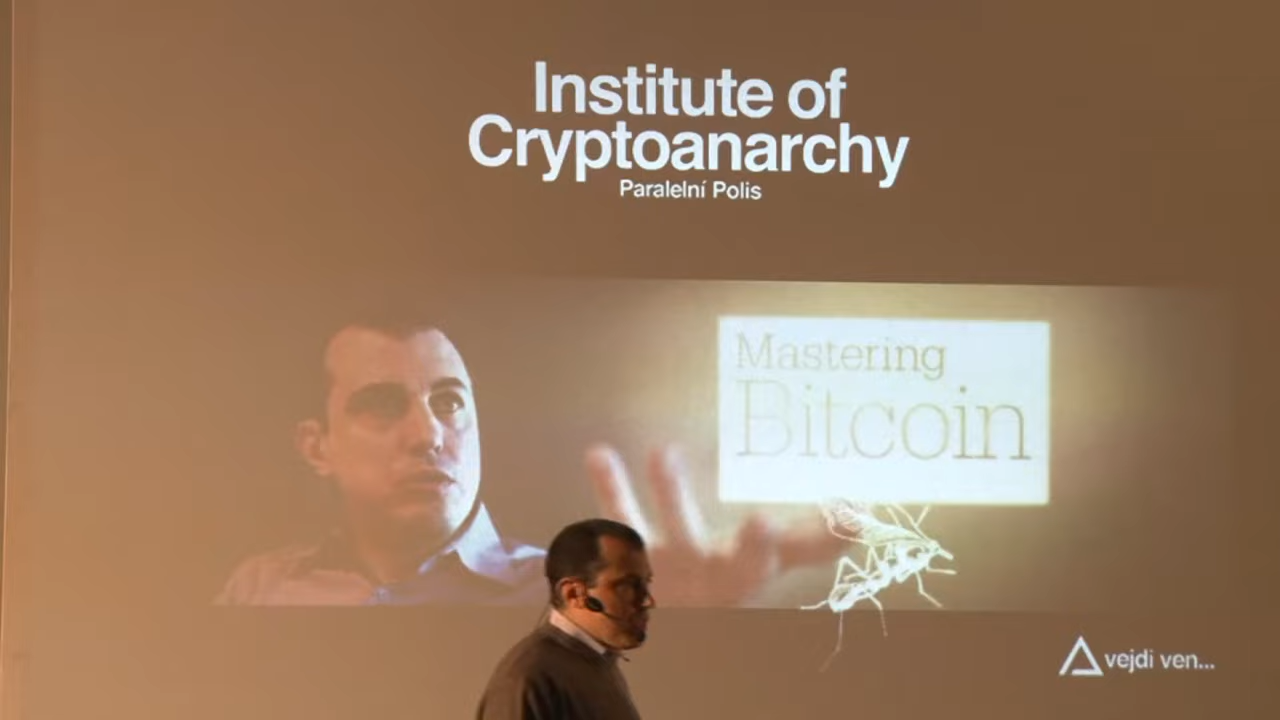 Institute of
Cryptoanarchy
Paralelní Polis
Mastering
Bitcoin
vejdi ven...